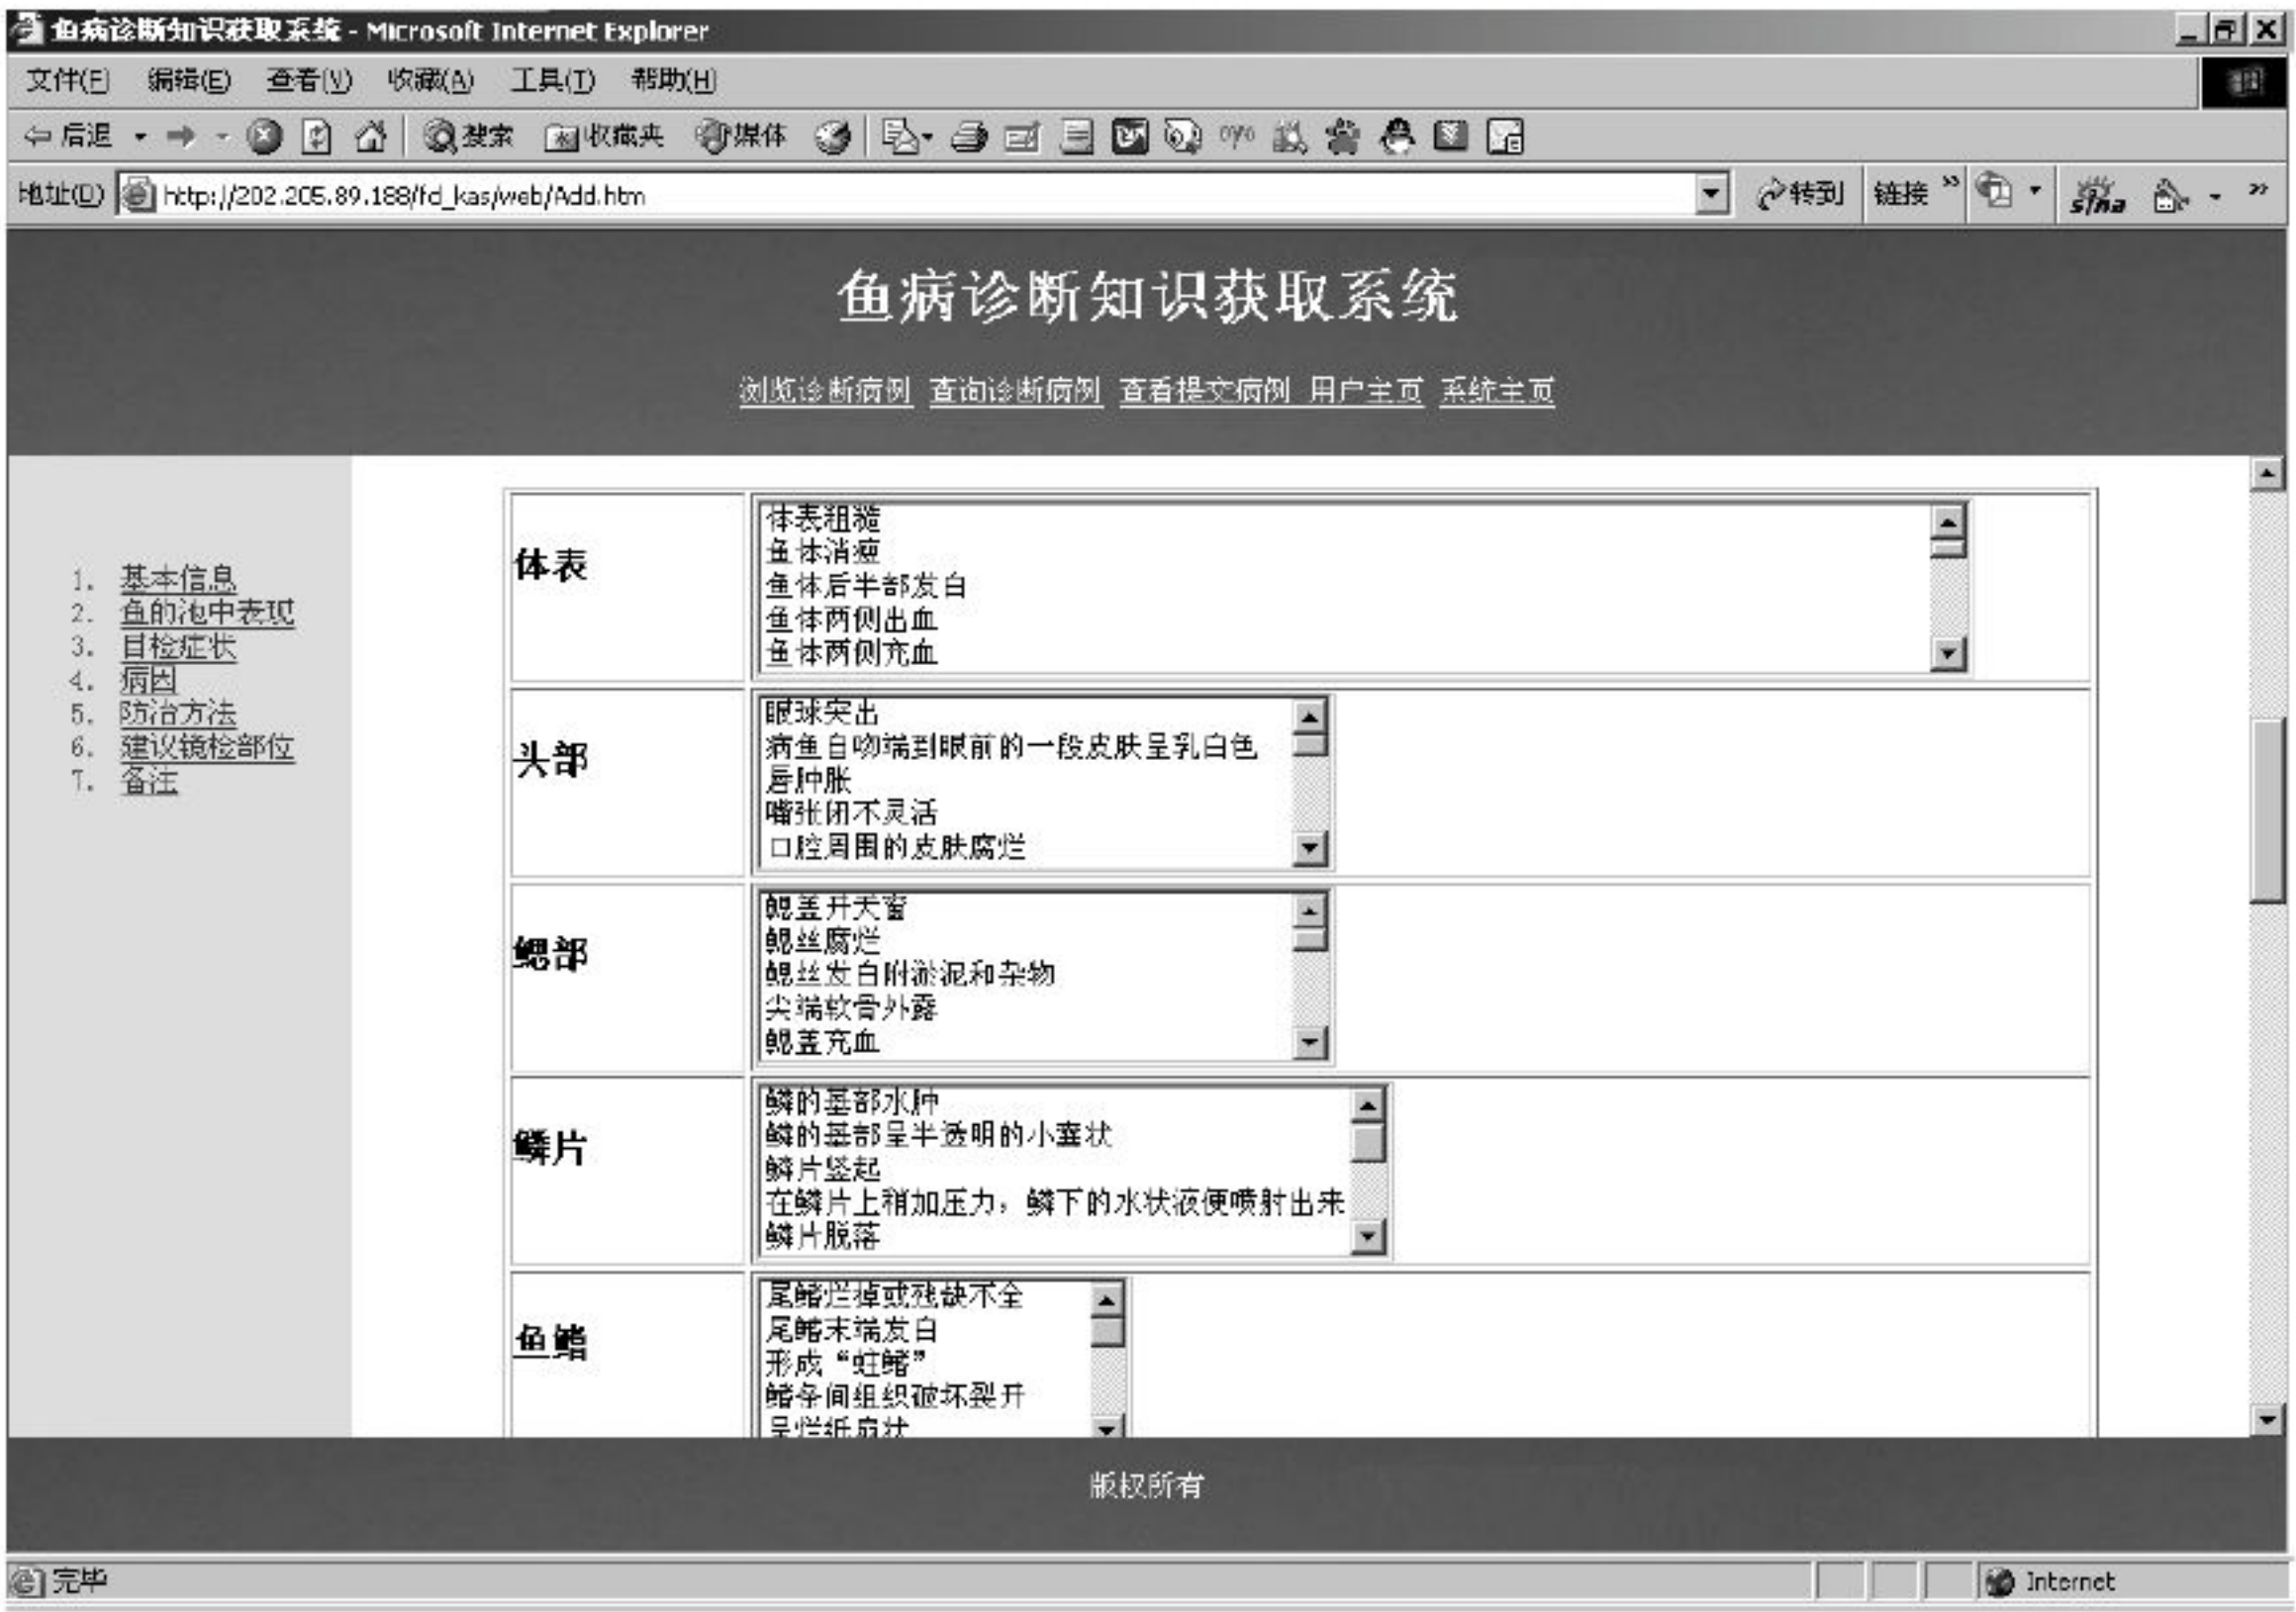 鱼病诊断知识获取系统 - Microsoft Internet Explorer
文件(F) 编辑(E) 查看(V) 收藏(A) 工具(T) 帮助(H)
后退 搜索 收藏夹 媒体
地址(D) http://202.205.89.188/fd_kas/web/Add.htm 转到 链接 » sina »
鱼病诊断知识获取系统
浏览诊断病例 查询诊断病例 查看提交病例 用户主页 系统主页
1. 基本信息
2. 鱼的池中表现
3. 目检症状
4. 病因
5. 防治方法
6. 建议镜检部位
7. 备注
体表
体表粗糙
鱼体消瘦
鱼体后半部发白
鱼体两侧出血
鱼体两侧充血
头部
眼球突出
病鱼自吻端到眼前的一段皮肤呈乳白色
唇肿胀
嘴张闭不灵活
口腔周围的皮肤腐烂
鳃部
鳃盖开天窗
鳃丝腐烂
鳃丝发白附淤泥和杂物
尖端软骨外露
鳃盖充血
鳞片
鳞的基部水肿
鳞的基部呈半透明的小囊状
鳞片竖起
在鳞片上稍加压力，鳞下的水状液便喷射出来
鳞片脱落
鱼鳍
尾鳍烂掉或残缺不全
尾鳍末端发白
形成“蛀鳍”
鳍条间组织破坏裂开
呈烂纸扇状
版权所有
完毕 Internet